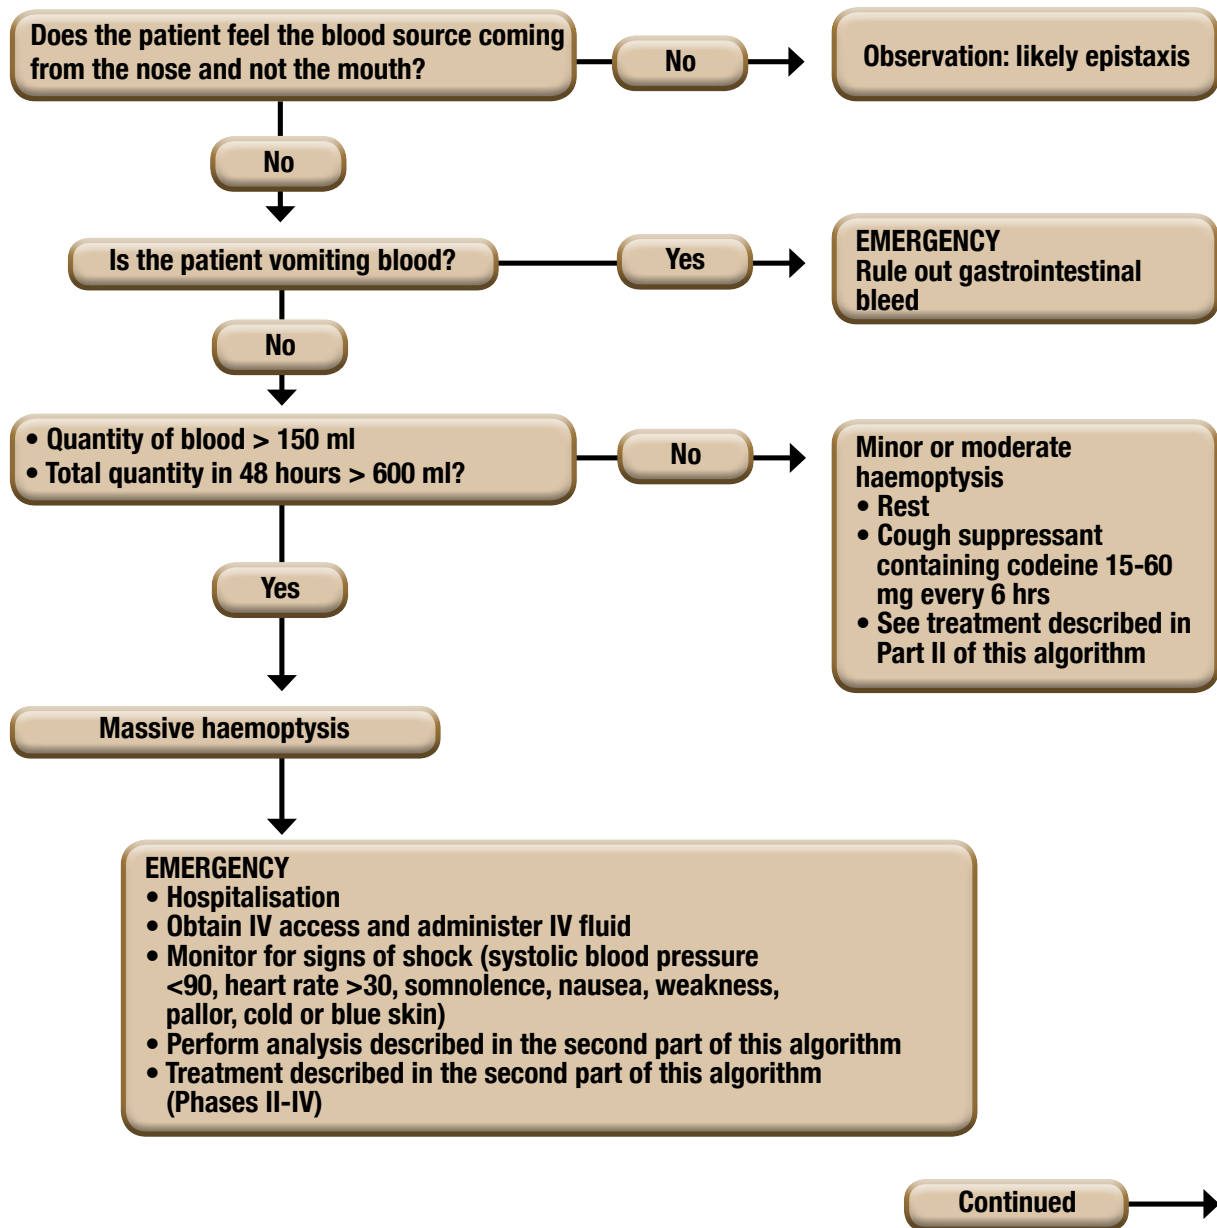 Does the patient feel the blood source coming
from the nose and not the mouth?
No
Observation: likely epistaxis
No
Is the patient vomiting blood?
Yes
EMERGENCY
Rule out gastrointestinal
bleed
No
• Quantity of blood > 150 ml
• Total quantity in 48 hours > 600 ml?
No
Minor or moderate
haemoptysis
• Rest
• Cough suppressant
containing codeine 15-60
mg every 6 hrs
• See treatment described in
Part II of this algorithm
Yes
Massive haemoptysis
EMERGENCY
• Hospitalisation
• Obtain IV access and administer IV fluid
• Monitor for signs of shock (systolic blood pressure
<90, heart rate >30, somnolence, nausea, weakness,
pallor, cold or blue skin)
• Perform analysis described in the second part of this algorithm
• Treatment described in the second part of this algorithm
(Phases II-IV)
Continued